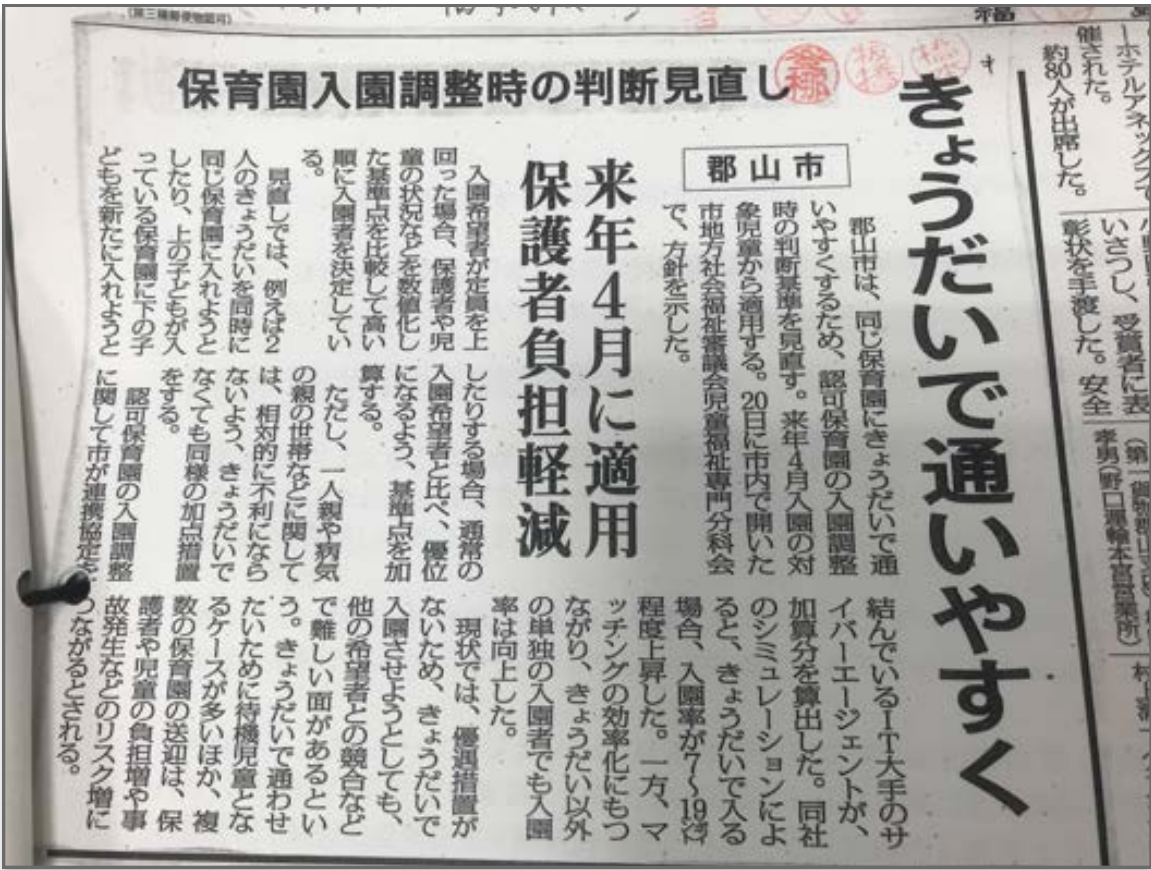 (第三種郵便物認可)
福
ーホテルアネックスで
催された。
約80人が出席した。
いさつし、受賞者に表
彰状を手渡した。安全
孝男(野口運輸本宮営業所)
きょうだいで通いやすく
保育園入園調整時の判断見直し
板橋
郡山市
来年4月に適用
保護者負担軽減
郡山市は、同じ保育園にきょうだいで通
いやすくするため、認可保育園の入園調整
時の判断基準を見直す。来年4月入園の対
象児童から適用する。20日に市内で開いた
市地方社会福祉審議会児童福祉専門分科会
で、方針を示した。
入園希望者が定員を上
回った場合、保護者や児
童の状況などを数値化し
た基準点を比較して高い
順に入園者を決定してい
る。
見直しでは、例えば2
人のきょうだいを同時に
同じ保育園に入れようと
したり、上の子どもが入
っている保育園に下の子
どもを新たに入れようと
したりする場合、通常の
入園希望者と比べ、優位
になるよう、基準点を加
算する。
ただし、一人親や病気
の親の世帯などに関して
は、相対的に不利になら
ないよう、きょうだいで
なくても同様の加点措置
をする。
認可保育園の入園調整
に関して市が連携協定を
結んでいるIT大手のサ
イバーエージェントが、
加算分を算出した。同社
のシミュレーションによ
ると、きょうだいで入る
場合、入園率が7〜19㌽
程度上昇した。一方、マ
ッチングの効率化にもつ
ながり、きょうだい以外
の単独の入園者でも入園
率は向上した。
現状では、優遇措置が
ないため、きょうだいで
入園させようとしても、
他の希望者との競合など
で難しい面があるとい
う。きょうだいで通わせ
たいために待機児童とな
るケースが多いほか、複
数の保育園の送迎は、保
護者や児童の負担増や事
故発生などのリスク増に
つながるとされる。